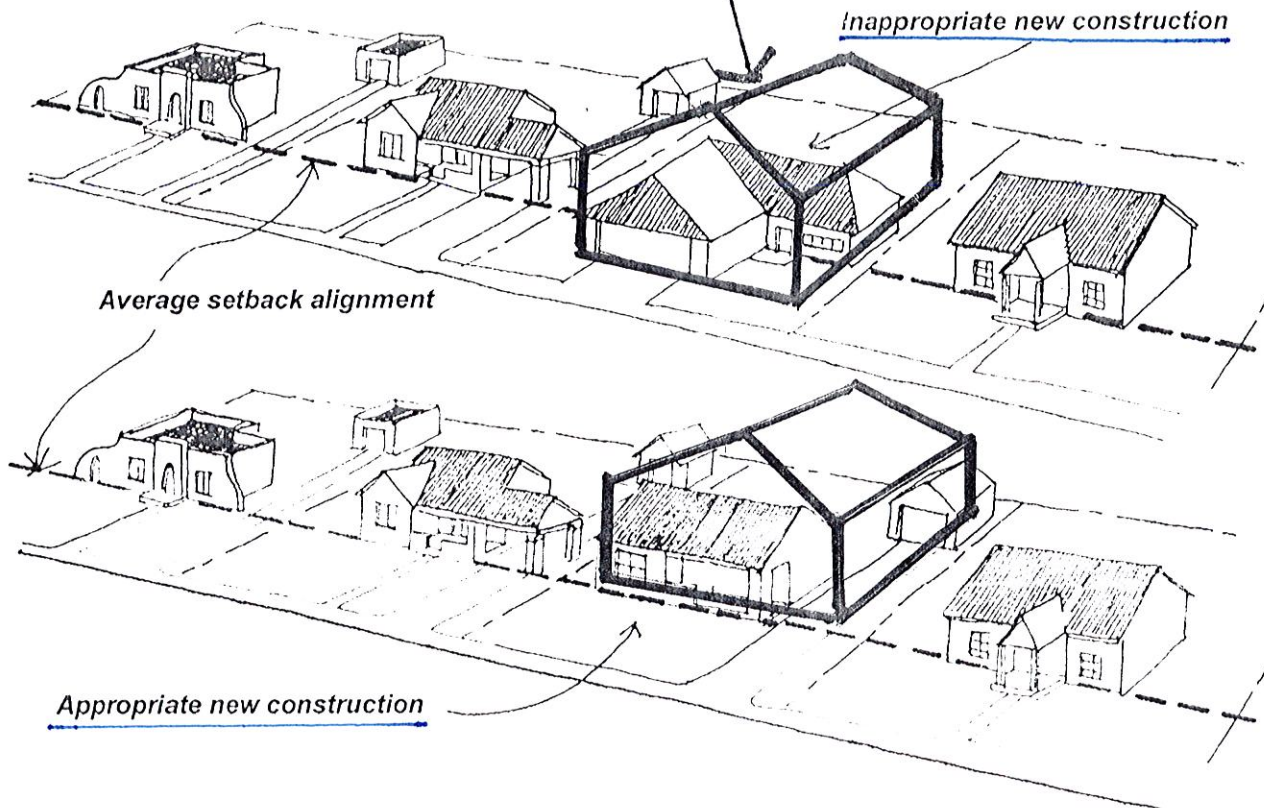 Inappropriate new construction
Average setback alignment
Appropriate new construction